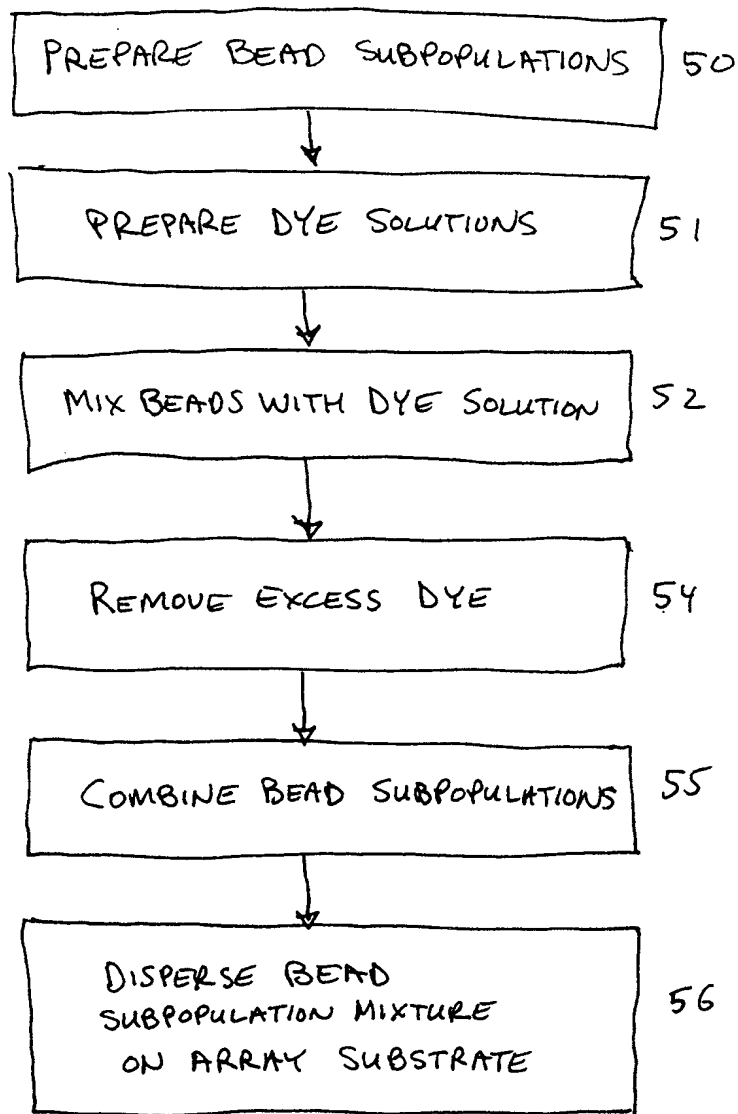 PREPARE BEAD SUBPOPULATIONS 50
PREPARE DYE SOLUTIONS 51
MIX BEADS WITH DYE SOLUTION 52
REMOVE EXCESS DYE 54
COMBINE BEAD SUBPOPULATIONS 55
DISPERSE BEAD
SUBPOPULATION MIXTURE
ON ARRAY SUBSTRATE
56